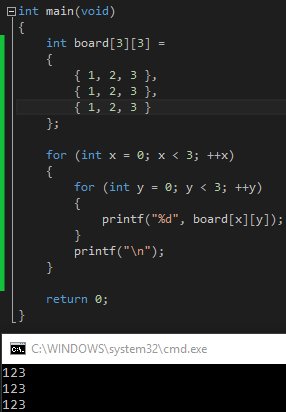 int main(void)
{
    int board[3][3] =
    {
        { 1, 2, 3 },
        { 1, 2, 3 },
        { 1, 2, 3 }
    };

    for (int x = 0; x < 3; ++x)
    {
        for (int y = 0; y < 3; ++y)
        {
            printf("%d", board[x][y]);
        }
        printf("\n");
    }

    return 0;
}
C:\WINDOWS\system32\cmd.exe
123
123
123